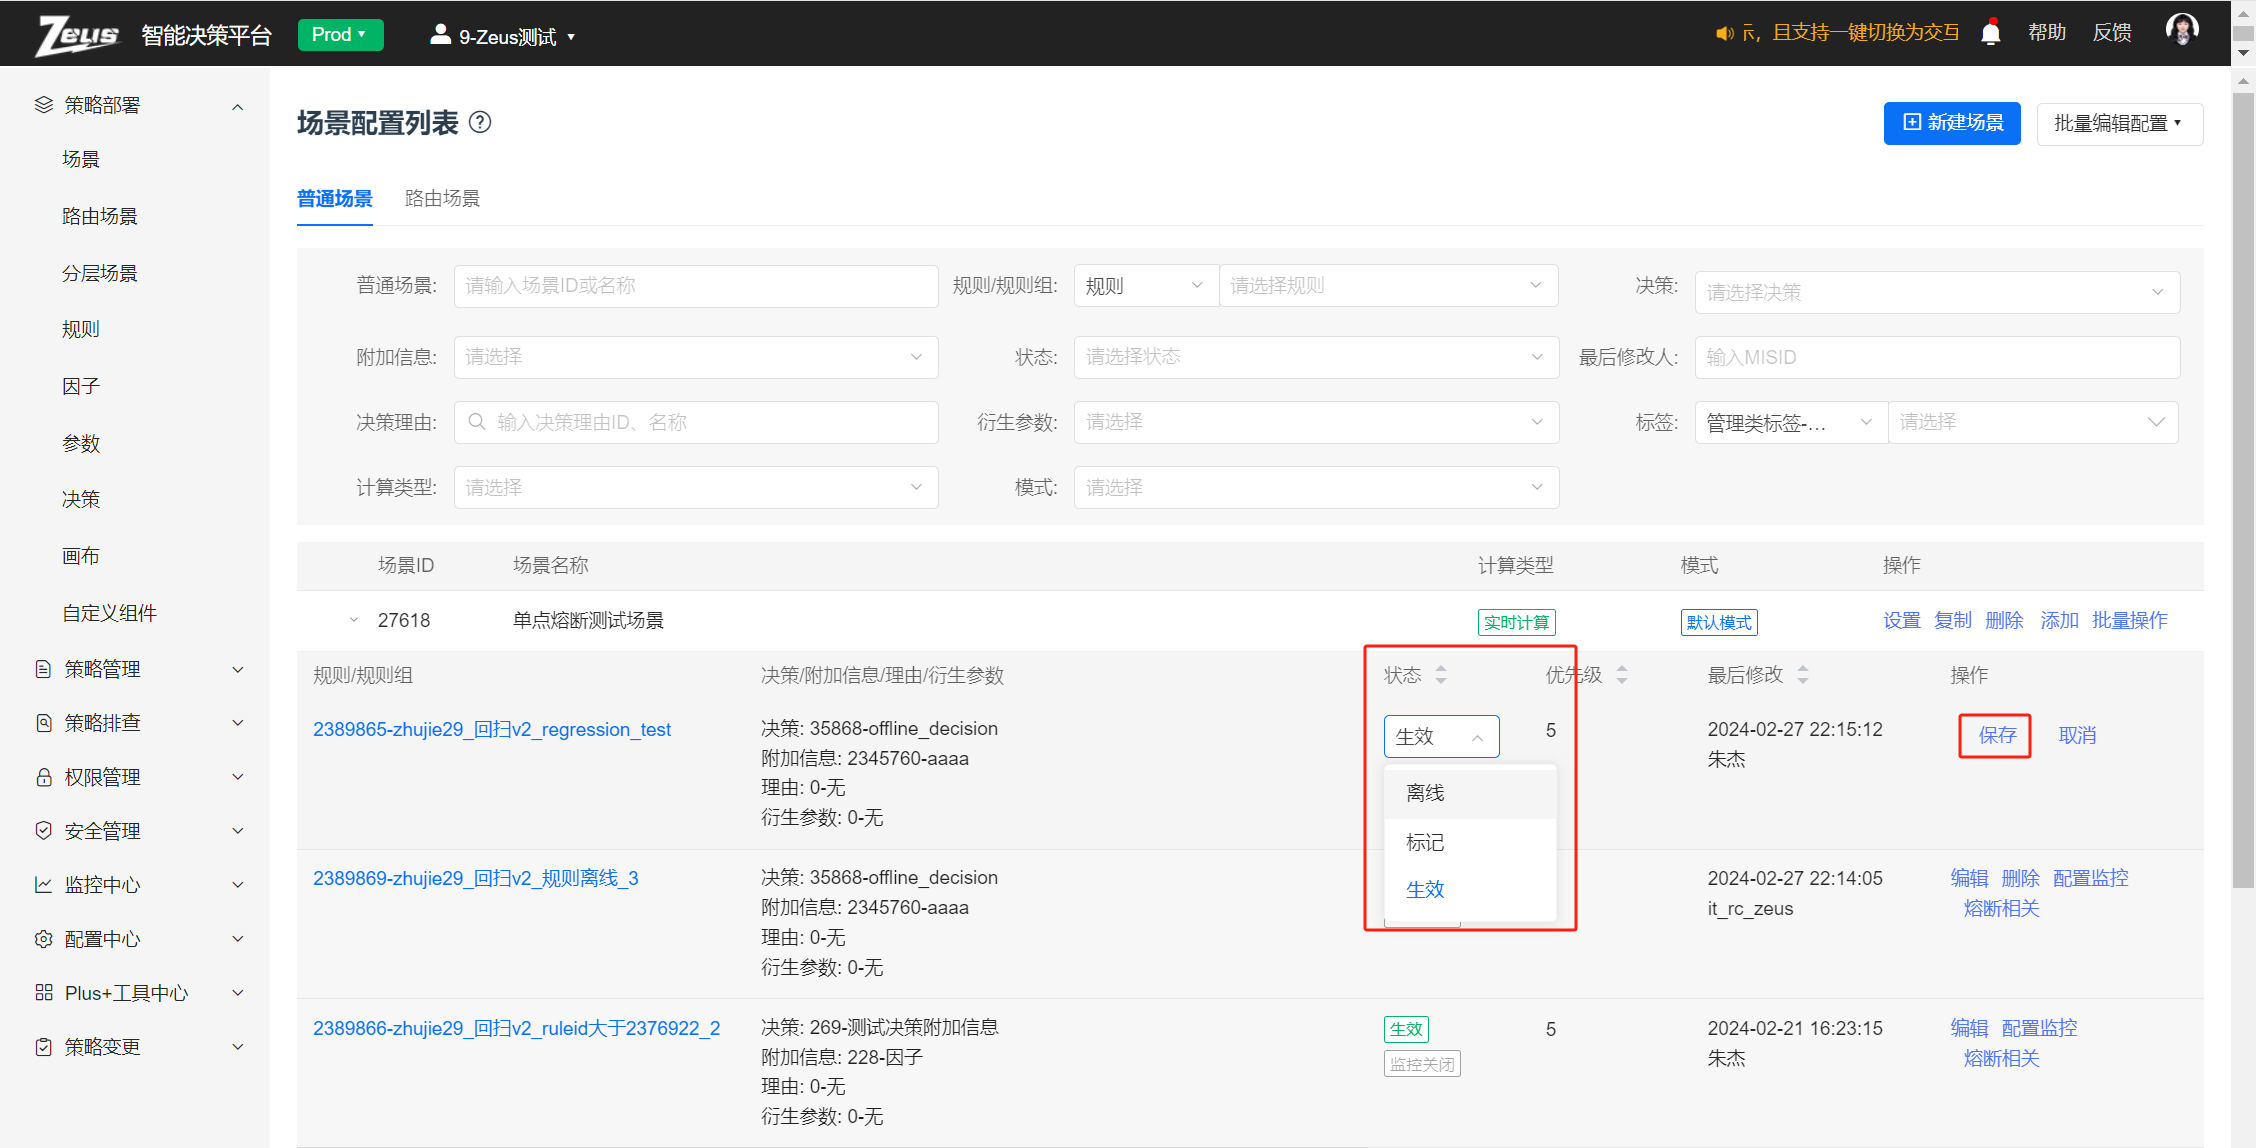 Zeus 智能决策平台 Prod 9-Zeus测试 示，且支持一键切换为交互 帮助 反馈
策略部署
场景
路由场景
分层场景
规则
因子
参数
决策
画布
自定义组件
策略管理
策略排查
权限管理
安全管理
监控中心
配置中心
Plus+工具中心
策略变更
场景配置列表 新建场景 批量编辑配置
普通场景 路由场景
普通场景: 请输入场景ID或名称 规则/规则组: 规则 请选择规则 决策: 请选择决策
附加信息: 请选择 状态: 请选择状态 最后修改人: 输入MISID
决策理由: 输入决策理由ID、名称 衍生参数: 请选择 标签: 管理类标签-... 请选择
计算类型: 请选择 模式: 请选择
场景ID 场景名称 计算类型 模式 操作
27618 单点熔断测试场景 实时计算 默认模式 设置 复制 删除 添加 批量操作
规则/规则组 决策/附加信息/理由/衍生参数 状态 优先级 最后修改 操作
2389865-zhujie29_回扫v2_regression_test 决策: 35868-offline_decision 生效 5 2024-02-27 22:15:12 保存 取消
附加信息: 2345760-aaaa 朱杰
理由: 0-无 离线
衍生参数: 0-无 标记
生效
2389869-zhujie29_回扫v2_规则离线_3 决策: 35868-offline_decision 2024-02-27 22:14:05 编辑 删除 配置监控
附加信息: 2345760-aaaa it_rc_zeus 熔断相关
理由: 0-无
衍生参数: 0-无
2389866-zhujie29_回扫v2_ruleid大于2376922_2 决策: 269-测试决策附加信息 生效 5 2024-02-21 16:23:15 编辑 配置监控
附加信息: 228-因子 监控关闭 朱杰 熔断相关
理由: 0-无
衍生参数: 0-无